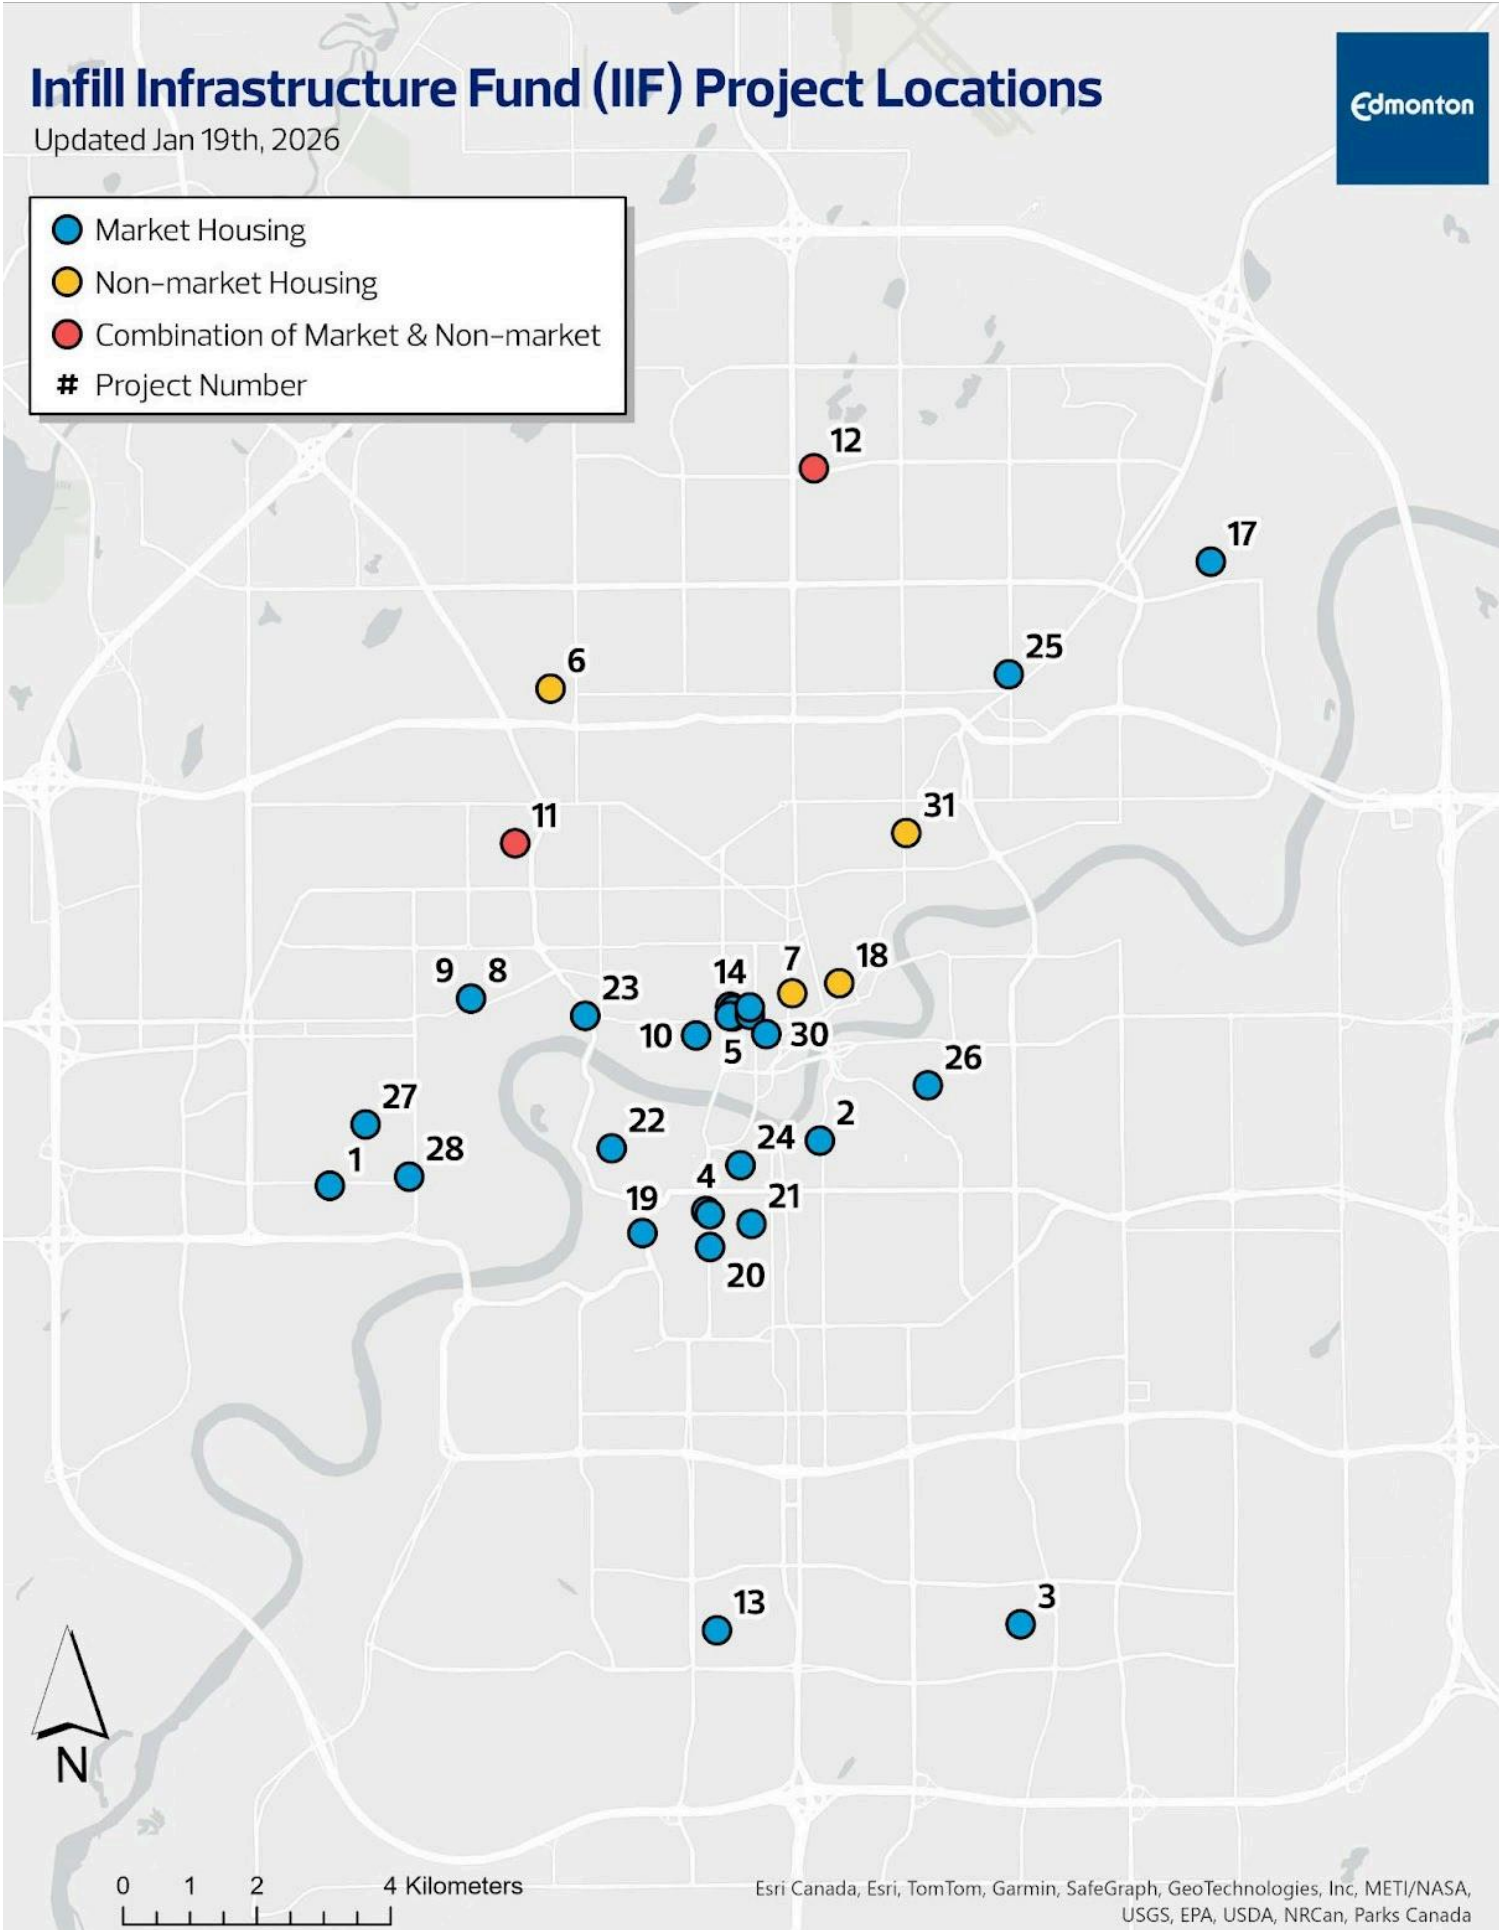 Infill Infrastructure Fund (IIF) Project Locations
Updated Jan 19th, 2026
Edmonton
Market Housing
Non-market Housing
Combination of Market & Non-market
# Project Number
12
17
25
6
31
11
18
7
14
9 8
23
10
5
30
26
27
2
22
24
28
1
4
19
21
20
13
3
N
0 1 2 4 Kilometers
Esri Canada, Esri, TomTom, Garmin, SafeGraph, GeoTechnologies, Inc, METI/NASA,
USGS, EPA, USDA, NRCan, Parks Canada